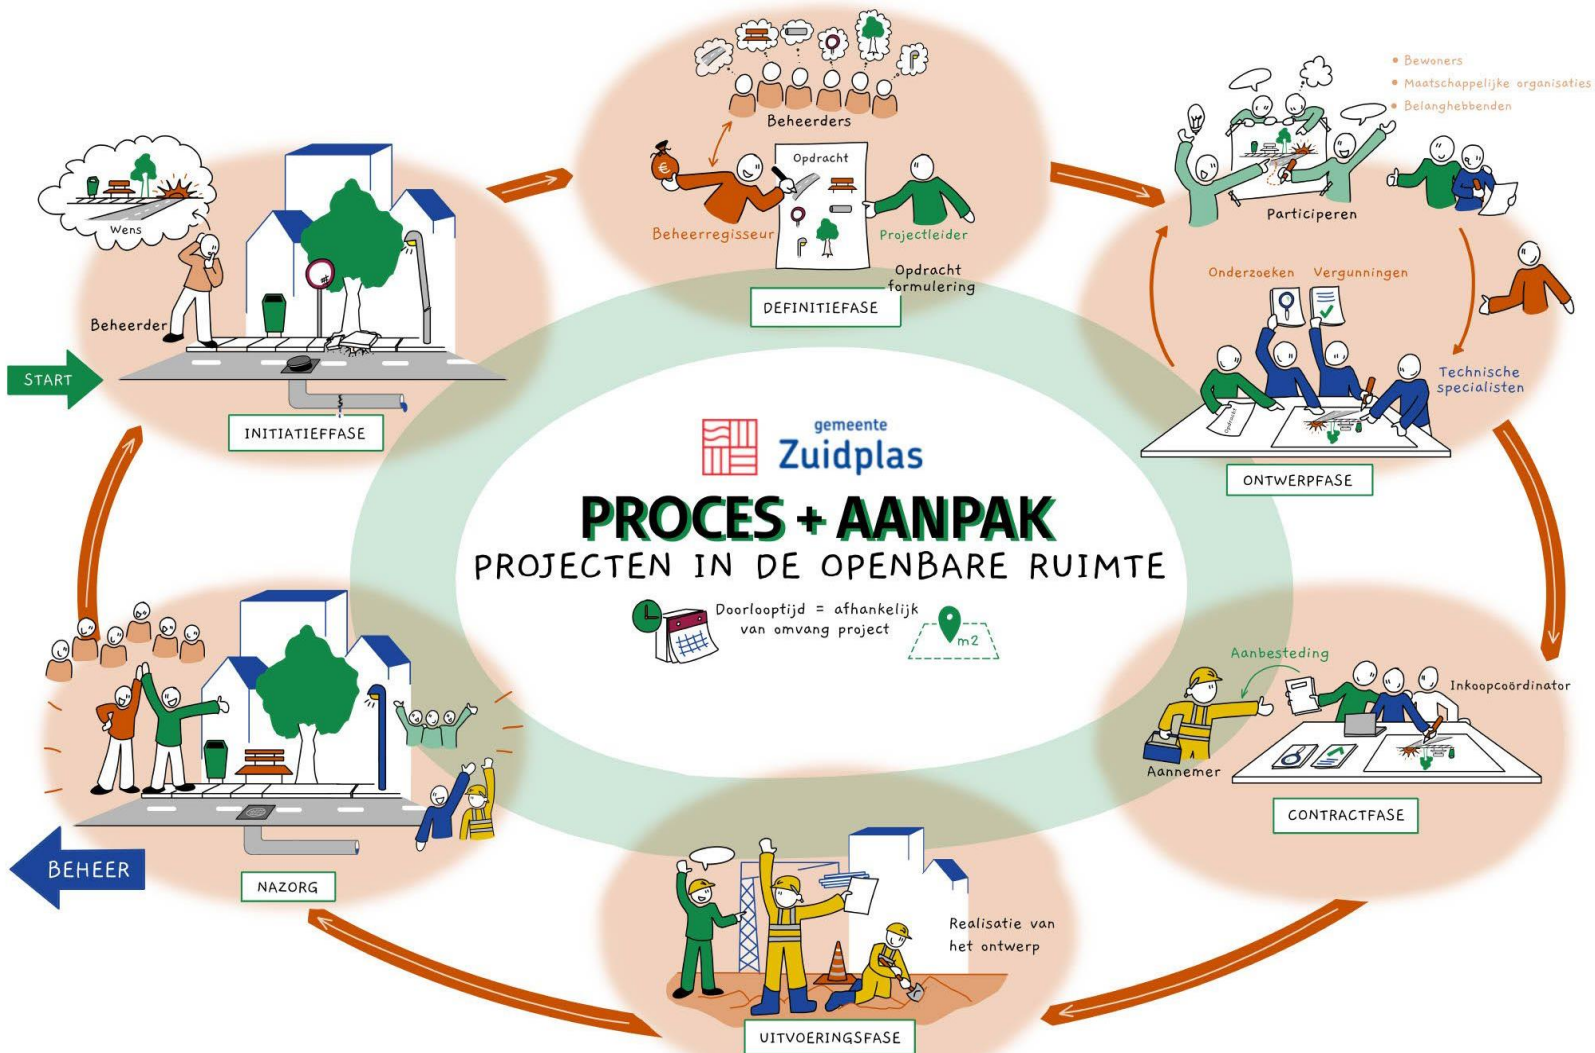 gemeente
Zuidplas
PROCES + AANPAK
PROJECTEN IN DE OPENBARE RUIMTE
Doorlooptijd = afhankelijk
van omvang project
m2
START
Wens
Beheerder
INITIATIEFFASE
Beheerders
€
Opdracht
Beheerregisseur
Projectleider
Opdracht
formulering
DEFINITIEFASE
• Bewoners
• Maatschappelijke organisaties
• Belanghebbenden
Participeren
Onderzoeken
Vergunningen
Technische
specialisten
Opdracht
ONTWERPFASE
Aanbesteding
Inkoopcoördinator
Aannemer
CONTRACTFASE
Realisatie van
het ontwerp
UITVOERINGSFASE
NAZORG
BEHEER